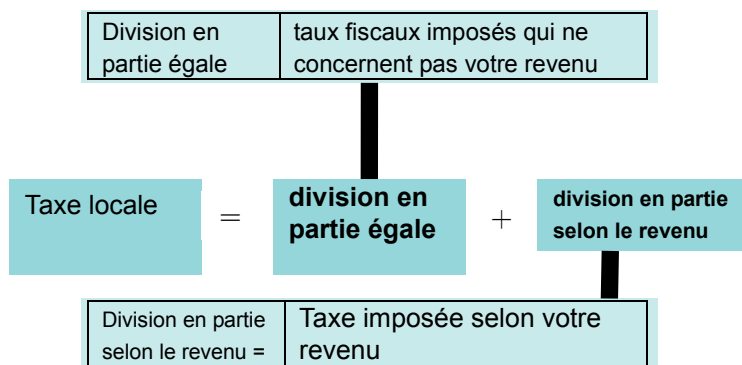 Division en
partie égale
taux fiscaux imposés qui ne
concernent pas votre revenu
Taxe locale
=
division en
partie égale
+
division en partie
selon le revenu
Division en partie
selon le revenu =
Taxe imposée selon votre
revenu